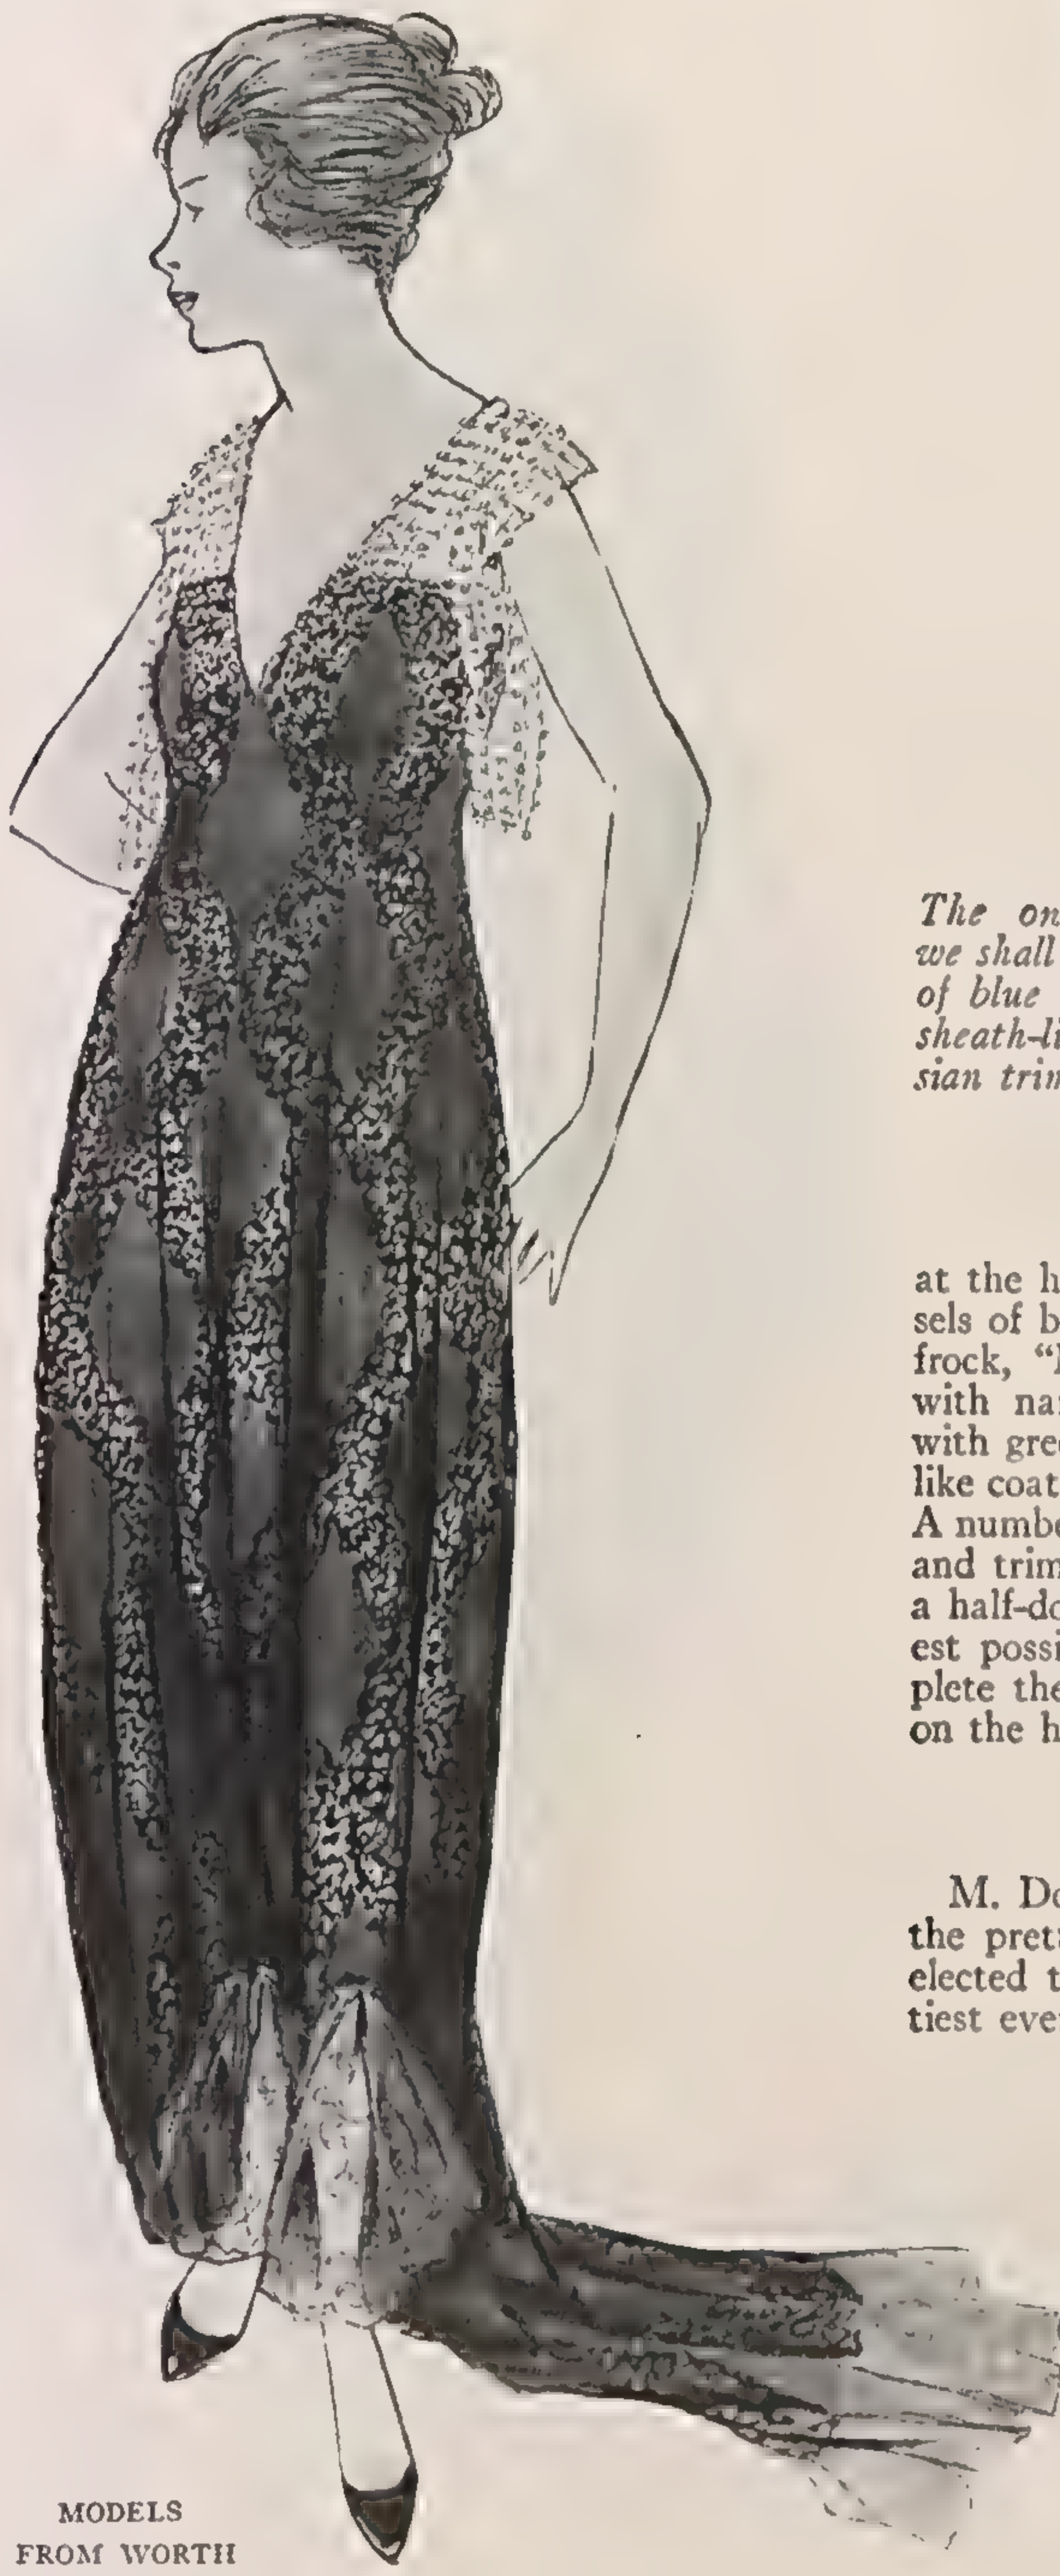 The on
we shall
of blue
sheath-li
sian trim
at the h
sels of b
frock, “
with nar
with gre
like coat
A numbe
and trim
a half-do
est possi
plete the
on the h
M. Do
the prett
elected t
tiest eve
MODELS
FROM WORTH